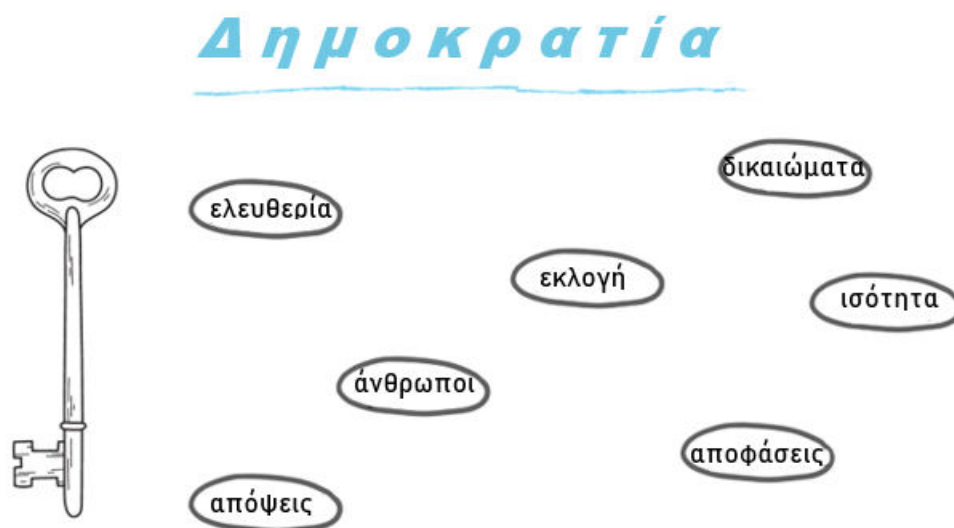 Δημοκρατία
δικαιώματα
ελευθερία
εκλογή
ισότητα
άνθρωποι
αποφάσεις
απόψεις